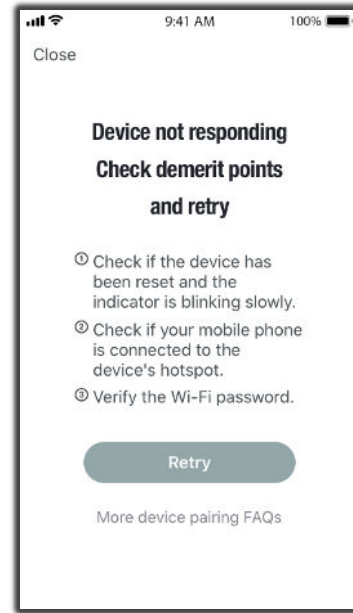 9:41 AM 100%
Close
Device not responding
Check demerit points
and retry
① Check if the device has
been reset and the
indicator is blinking slowly.
② Check if your mobile phone
is connected to the
device's hotspot.
③ Verify the Wi-Fi password.
Retry
More device pairing FAQs